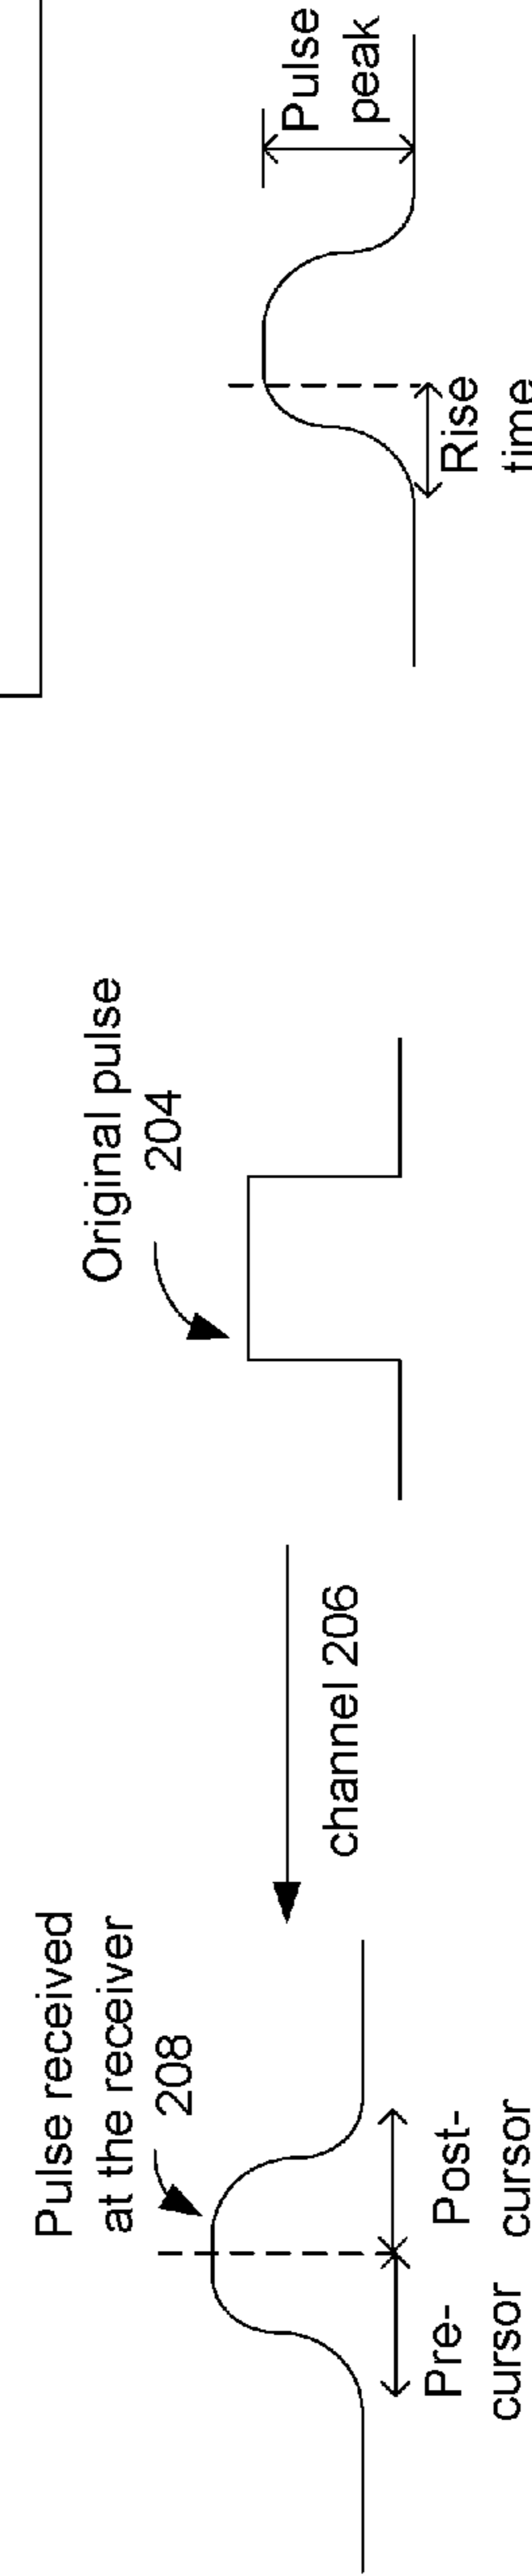 Pulse received
at the receiver
208
Pre-
cursor
Post-
cursor
channel 206
Original pulse
204
Rise
time
Pulse
peak